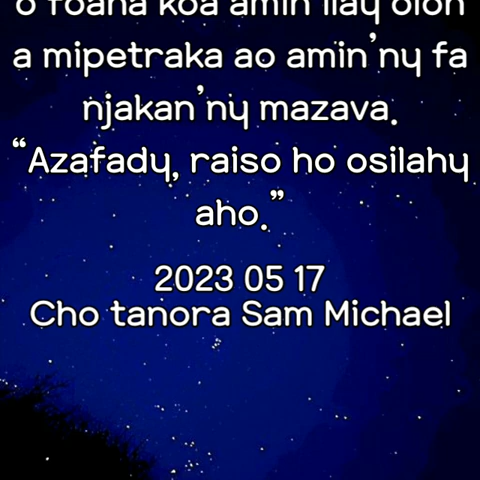 o foana koa amin'ilay olon
a mipetraka ao amin'ny fa
njakan'ny mazava.
“Azafady, raiso ho osilahy
aho.”
2023 05 17
Cho tanora Sam Michael